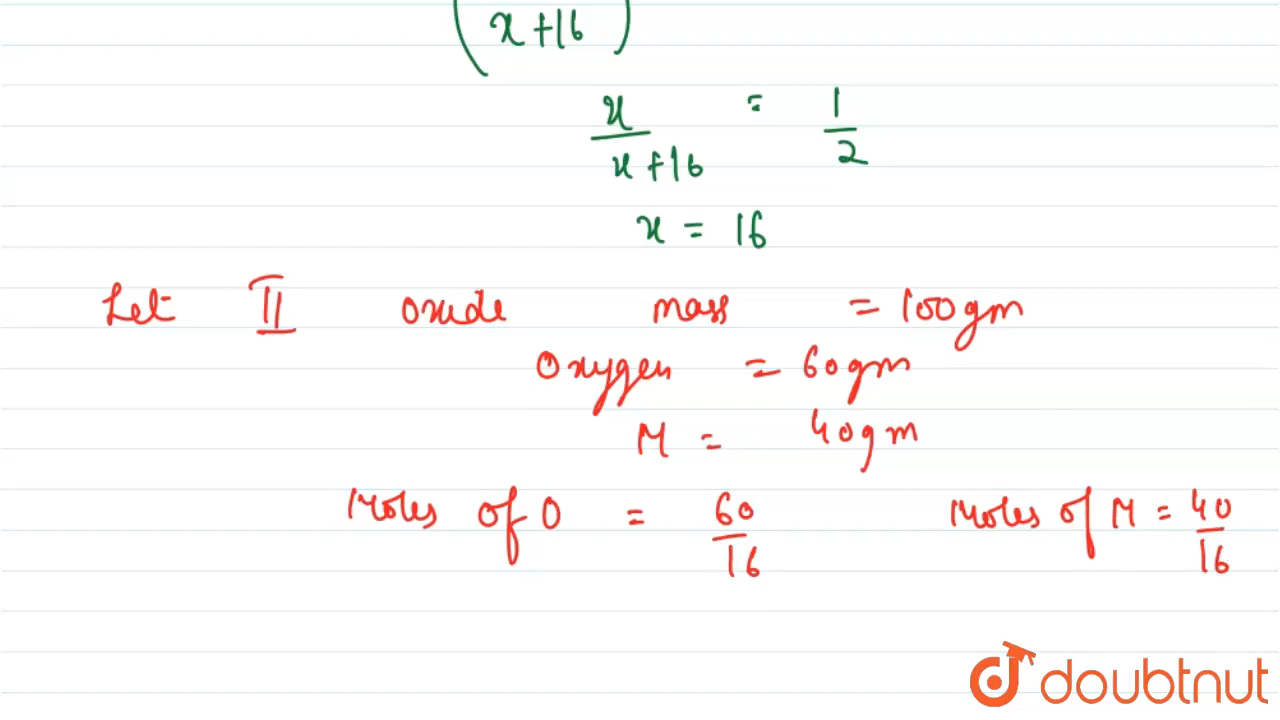 (x+16)
x/x+16 = 1/2
x = 16
Let II oxide mass = 100gm
Oxygen = 60gm
M = 40gm
Moles of O = 60/16 Moles of M = 40/16
doubtnut